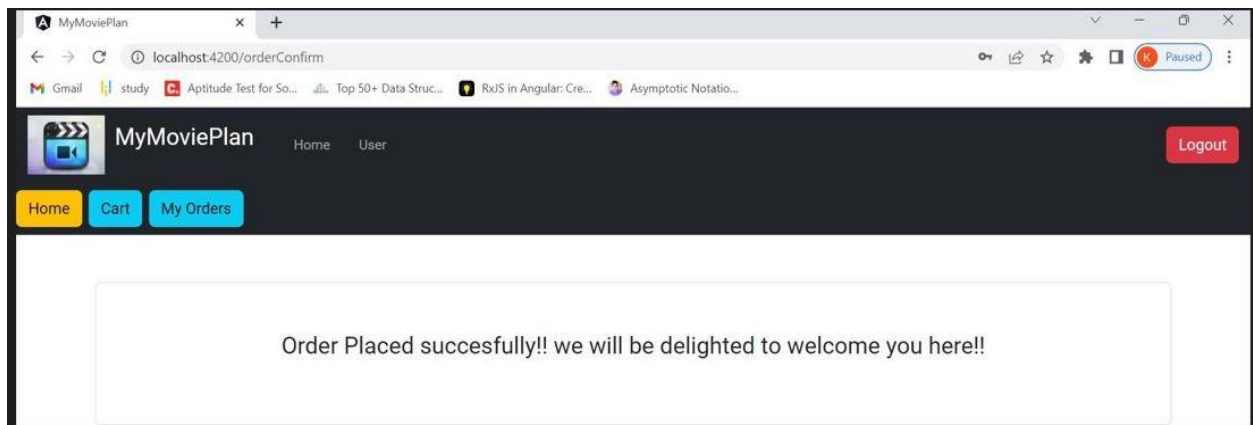 MyMoviePlan
localhost:4200/orderConfirm
K Paused
Gmail study Aptitude Test for So... Top 50+ Data Struc... RxJS in Angular: Cre... Asymptotic Notatio...
MyMoviePlan Home User Logout
Home Cart My Orders
Order Placed succesfully!! we will be delighted to welcome you here!!